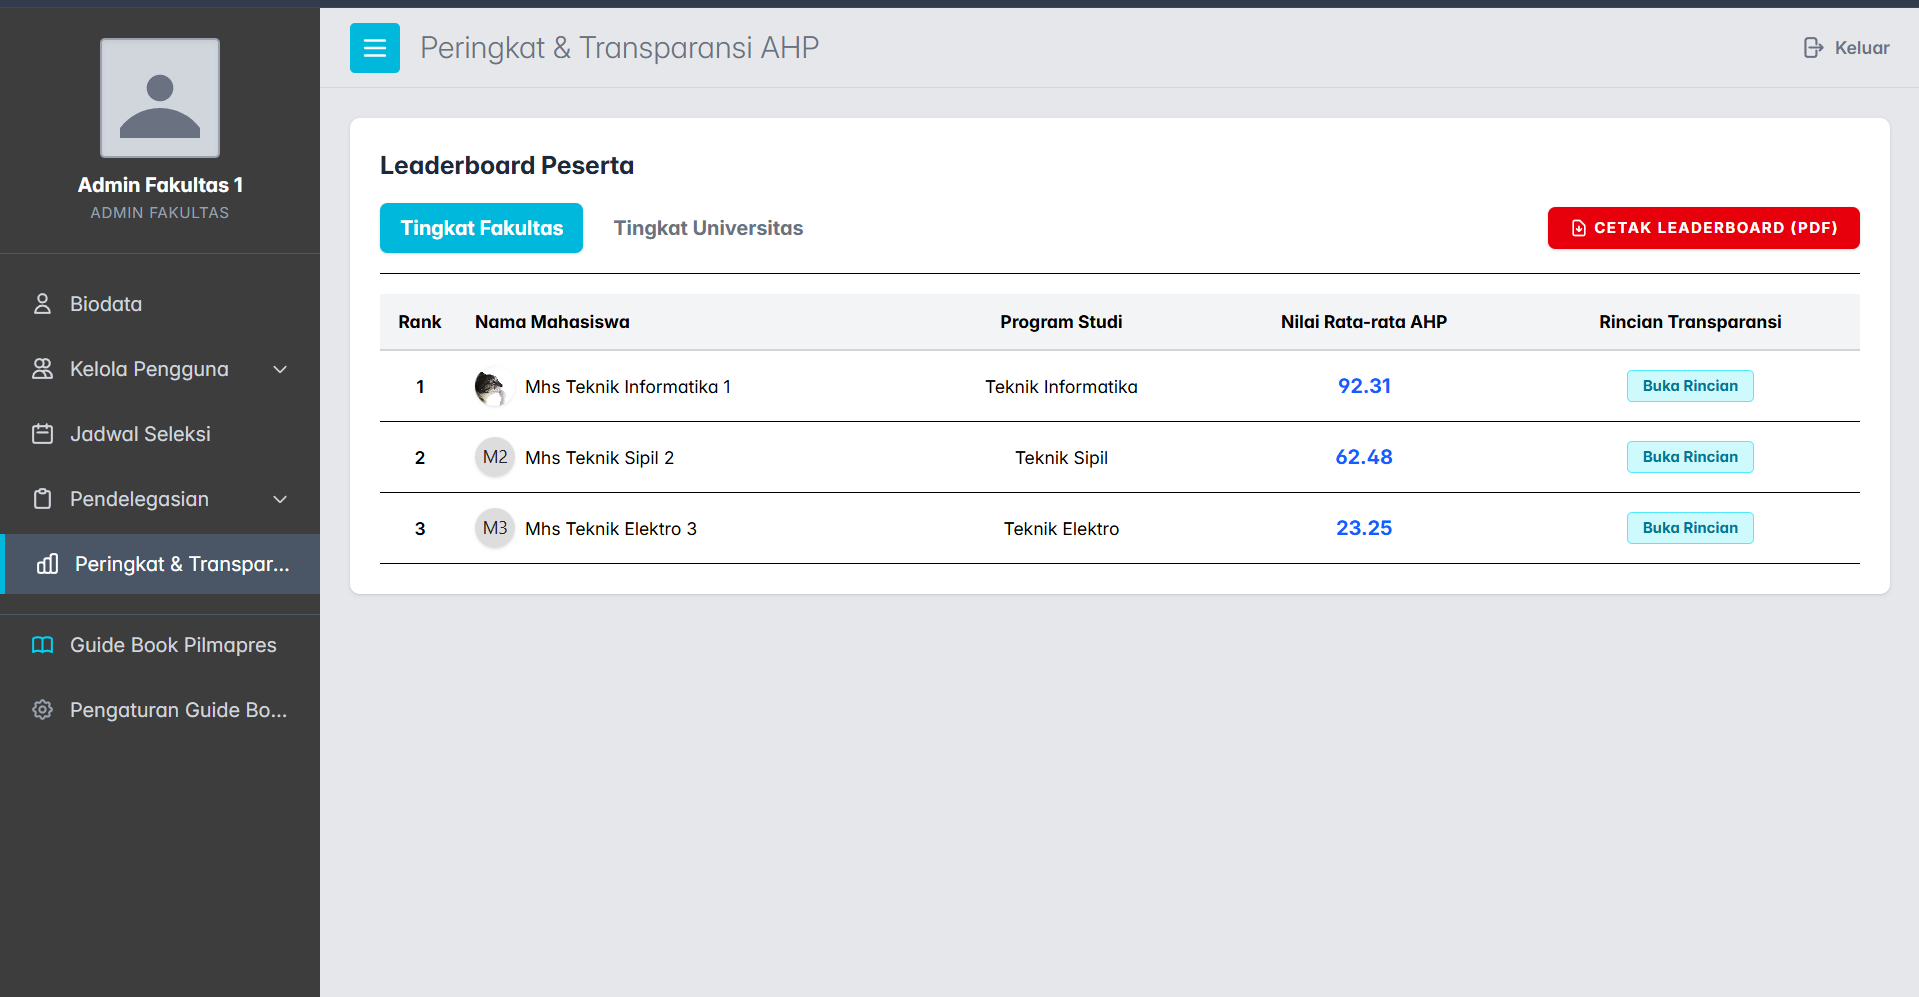 Admin Fakultas 1
ADMIN FAKULTAS
Biodata
Kelola Pengguna
Jadwal Seleksi
Pendelegasian
Peringkat & Transpar...
Guide Book Pilmapres
Pengaturan Guide Bo...
Peringkat & Transparansi AHP
Keluar
Leaderboard Peserta
Tingkat Fakultas Tingkat Universitas CETAK LEADERBOARD (PDF)
Rank Nama Mahasiswa Program Studi Nilai Rata-rata AHP Rincian Transparansi
1 Mhs Teknik Informatika 1 Teknik Informatika 92.31 Buka Rincian
2 M2 Mhs Teknik Sipil 2 Teknik Sipil 62.48 Buka Rincian
3 M3 Mhs Teknik Elektro 3 Teknik Elektro 23.25 Buka Rincian